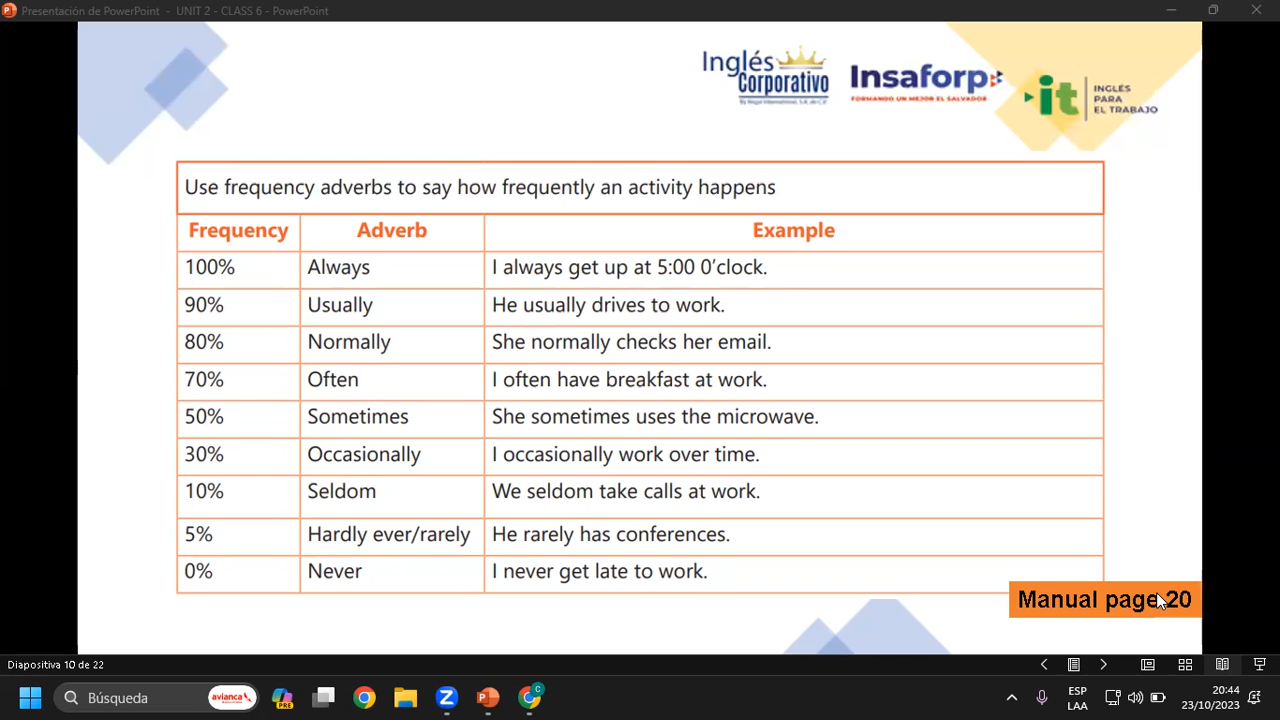 Presentación de PowerPoint - UNIT 2 - CLASS 6 - PowerPoint
Inglés
Corporativo
Insaforp
FORMANDO UN MEJOR EL SALVADOR
it
INGLÉS
PARA
EL TRABAJO
Use frequency adverbs to say how frequently an activity happens
Frequency Adverb Example
100% Always I always get up at 5:00 0'clock.
90% Usually He usually drives to work.
80% Normally She normally checks her email.
70% Often I often have breakfast at work.
50% Sometimes She sometimes uses the microwave.
30% Occasionally I occasionally work over time.
10% Seldom We seldom take calls at work.
5% Hardly ever/rarely He rarely has conferences.
0% Never I never get late to work.
Manual page 20
Diapositiva 10 de 22
Búsqueda
avianca
PRE
ESP
LAA
20:44
23/10/2023